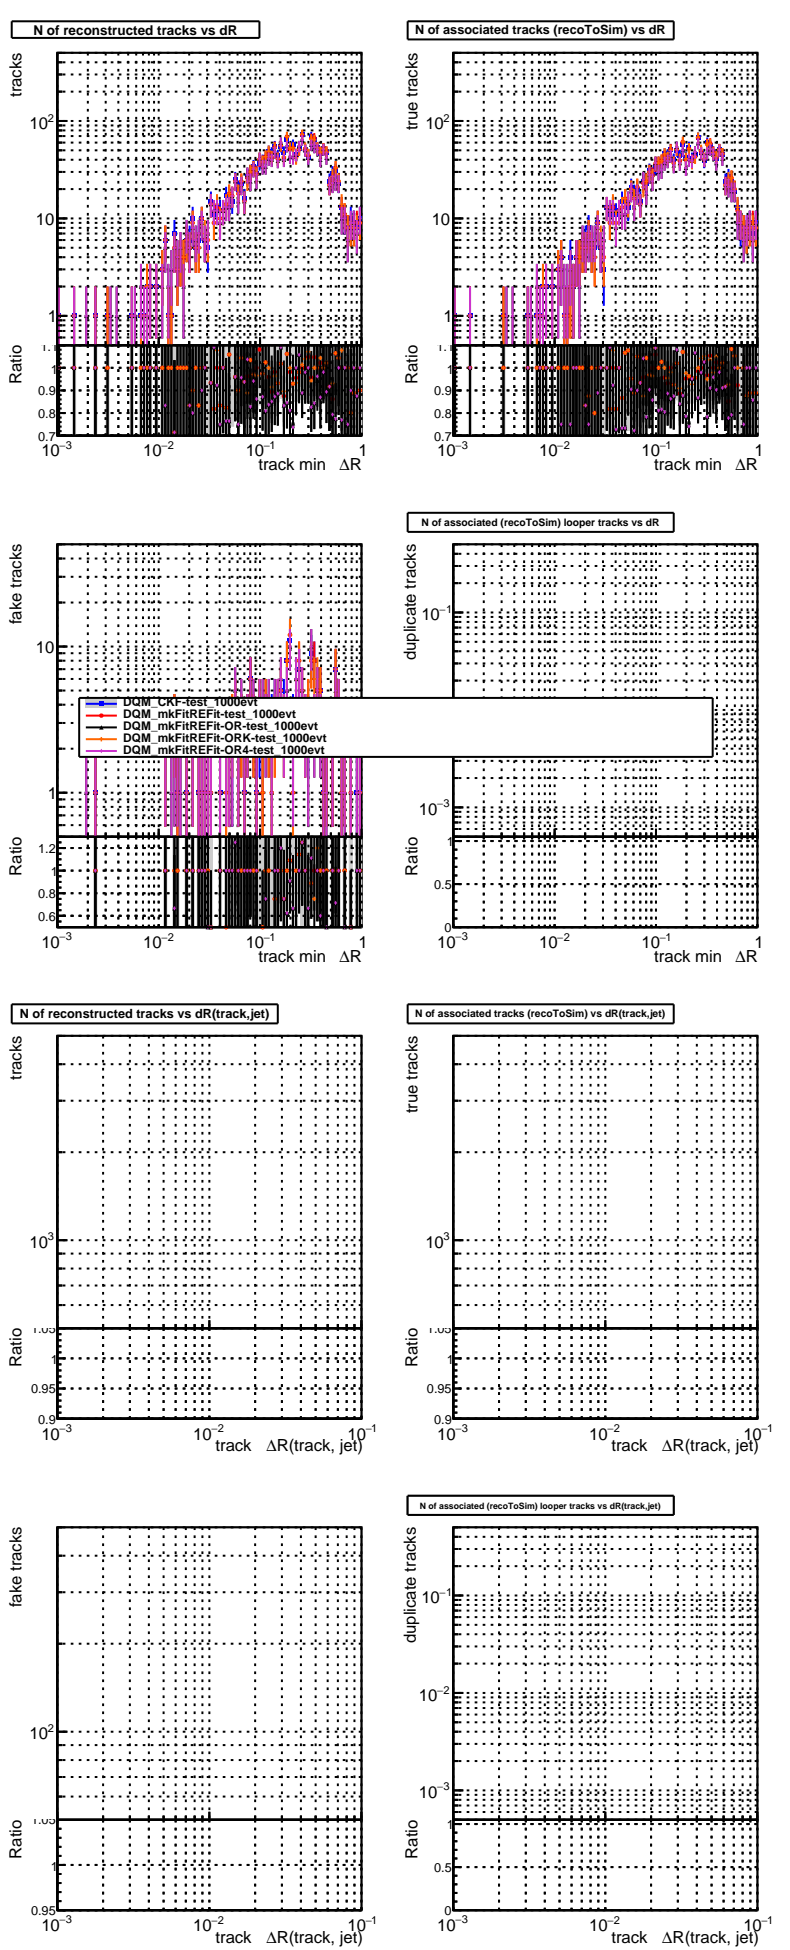 N of reconstructed tracks vs dR
tracks
10²
10
1
Ratio
1
0.9
0.8
0.7
10⁻³
10⁻²
10⁻¹
1
track min ΔR
N of associated tracks (recoToSim) vs dR
true tracks
10²
10
1
Ratio
1
0.9
0.8
0.7
10⁻³
10⁻²
10⁻¹
1
track min ΔR
fake tracks
10
1
Ratio
1.2
1
0.8
0.6
10⁻³
10⁻²
10⁻¹
1
track min ΔR
N of associated (recoToSim) looper tracks vs dR
duplicate tracks
10⁻¹
10⁻³
Ratio
1
0.5
0
10⁻³
10⁻²
10⁻¹
1
track min ΔR
DQM_CKF-test_1000evt
DQM_mkFitREFit-test_1000evt
DQM_mkFitREFit-OR-test_1000evt
DQM_mkFitREFit-ORK-test_1000evt
DQM_mkFitREFit-OR4-test_1000evt
N of reconstructed tracks vs dR(track,jet)
tracks
10³
Ratio
1.05
1
0.95
0.9
10⁻³
10⁻²
10⁻¹
track ΔR(track, jet)
N of associated tracks (recoToSim) vs dR(track,jet)
true tracks
10³
Ratio
1.05
1
0.95
0.9
10⁻³
10⁻²
10⁻¹
track ΔR(track, jet)
fake tracks
10²
Ratio
1.05
1
0.95
10⁻³
10⁻²
10⁻¹
track ΔR(track, jet)
N of associated (recoToSim) looper tracks vs dR(track,jet)
duplicate tracks
10⁻¹
10⁻²
10⁻³
Ratio
1
0.5
0
10⁻³
10⁻²
10⁻¹
track ΔR(track, jet)